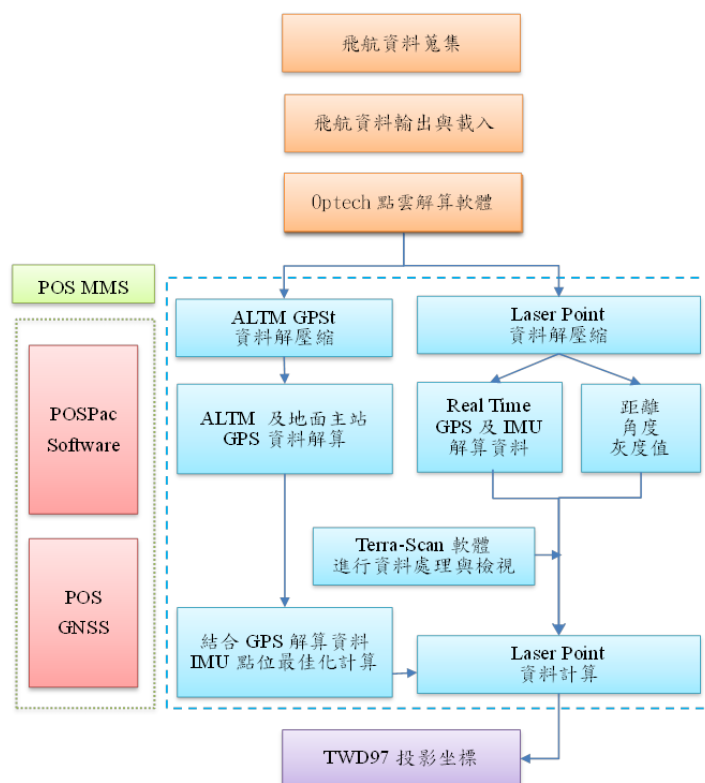 飛航資料蒐集
飛航資料輸出與載入
Optech 點雲解算軟體
POS MMS
ALTM GPSt
資料解壓縮
Laser Point
資料解壓縮
POSPac
Software
ALTM 及地面主站
GPS 資料解算
Real Time
GPS 及 IMU
解算資料
距離
角度
灰度值
Terra-Scan 軟體
進行資料處理與檢視
POS
GNSS
結合 GPS 解算資料
IMU 點位最佳化計算
Laser Point
資料計算
TWD97 投影坐標